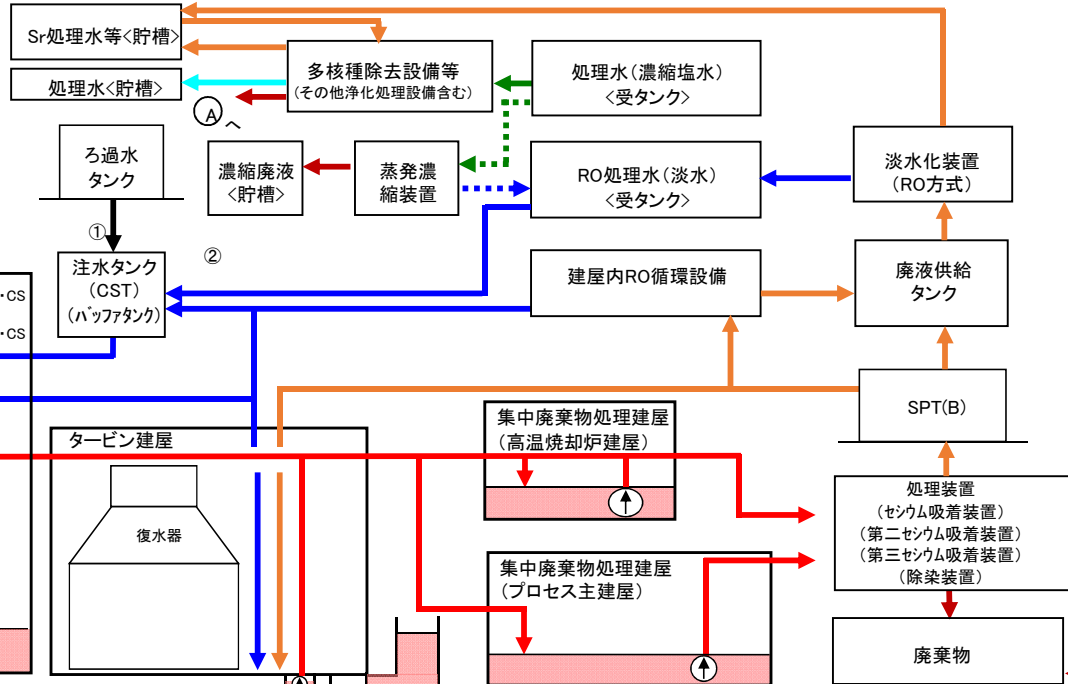 Sr処理水等<貯槽>
処理水<貯槽>
多核種除去設備等
(その他浄化処理設備含む)
Aへ
処理水(濃縮塩水)
<受タンク>
ろ過水
タンク
濃縮廃液
<貯槽>
蒸発濃
縮装置
RO処理水(淡水)
<受タンク>
淡水化装置
(RO方式)
①
②
注水タンク
(CST)
(バッファタンク)
建屋内RO循環設備
廃液供給
タンク
・CS
・CS
SPT(B)
タービン建屋
復水器
集中廃棄物処理建屋
(高温焼却炉建屋)
集中廃棄物処理建屋
(プロセス主建屋)
処理装置
(セシウム吸着装置)
(第二セシウム吸着装置)
(第三セシウム吸着装置)
(除染装置)
廃棄物